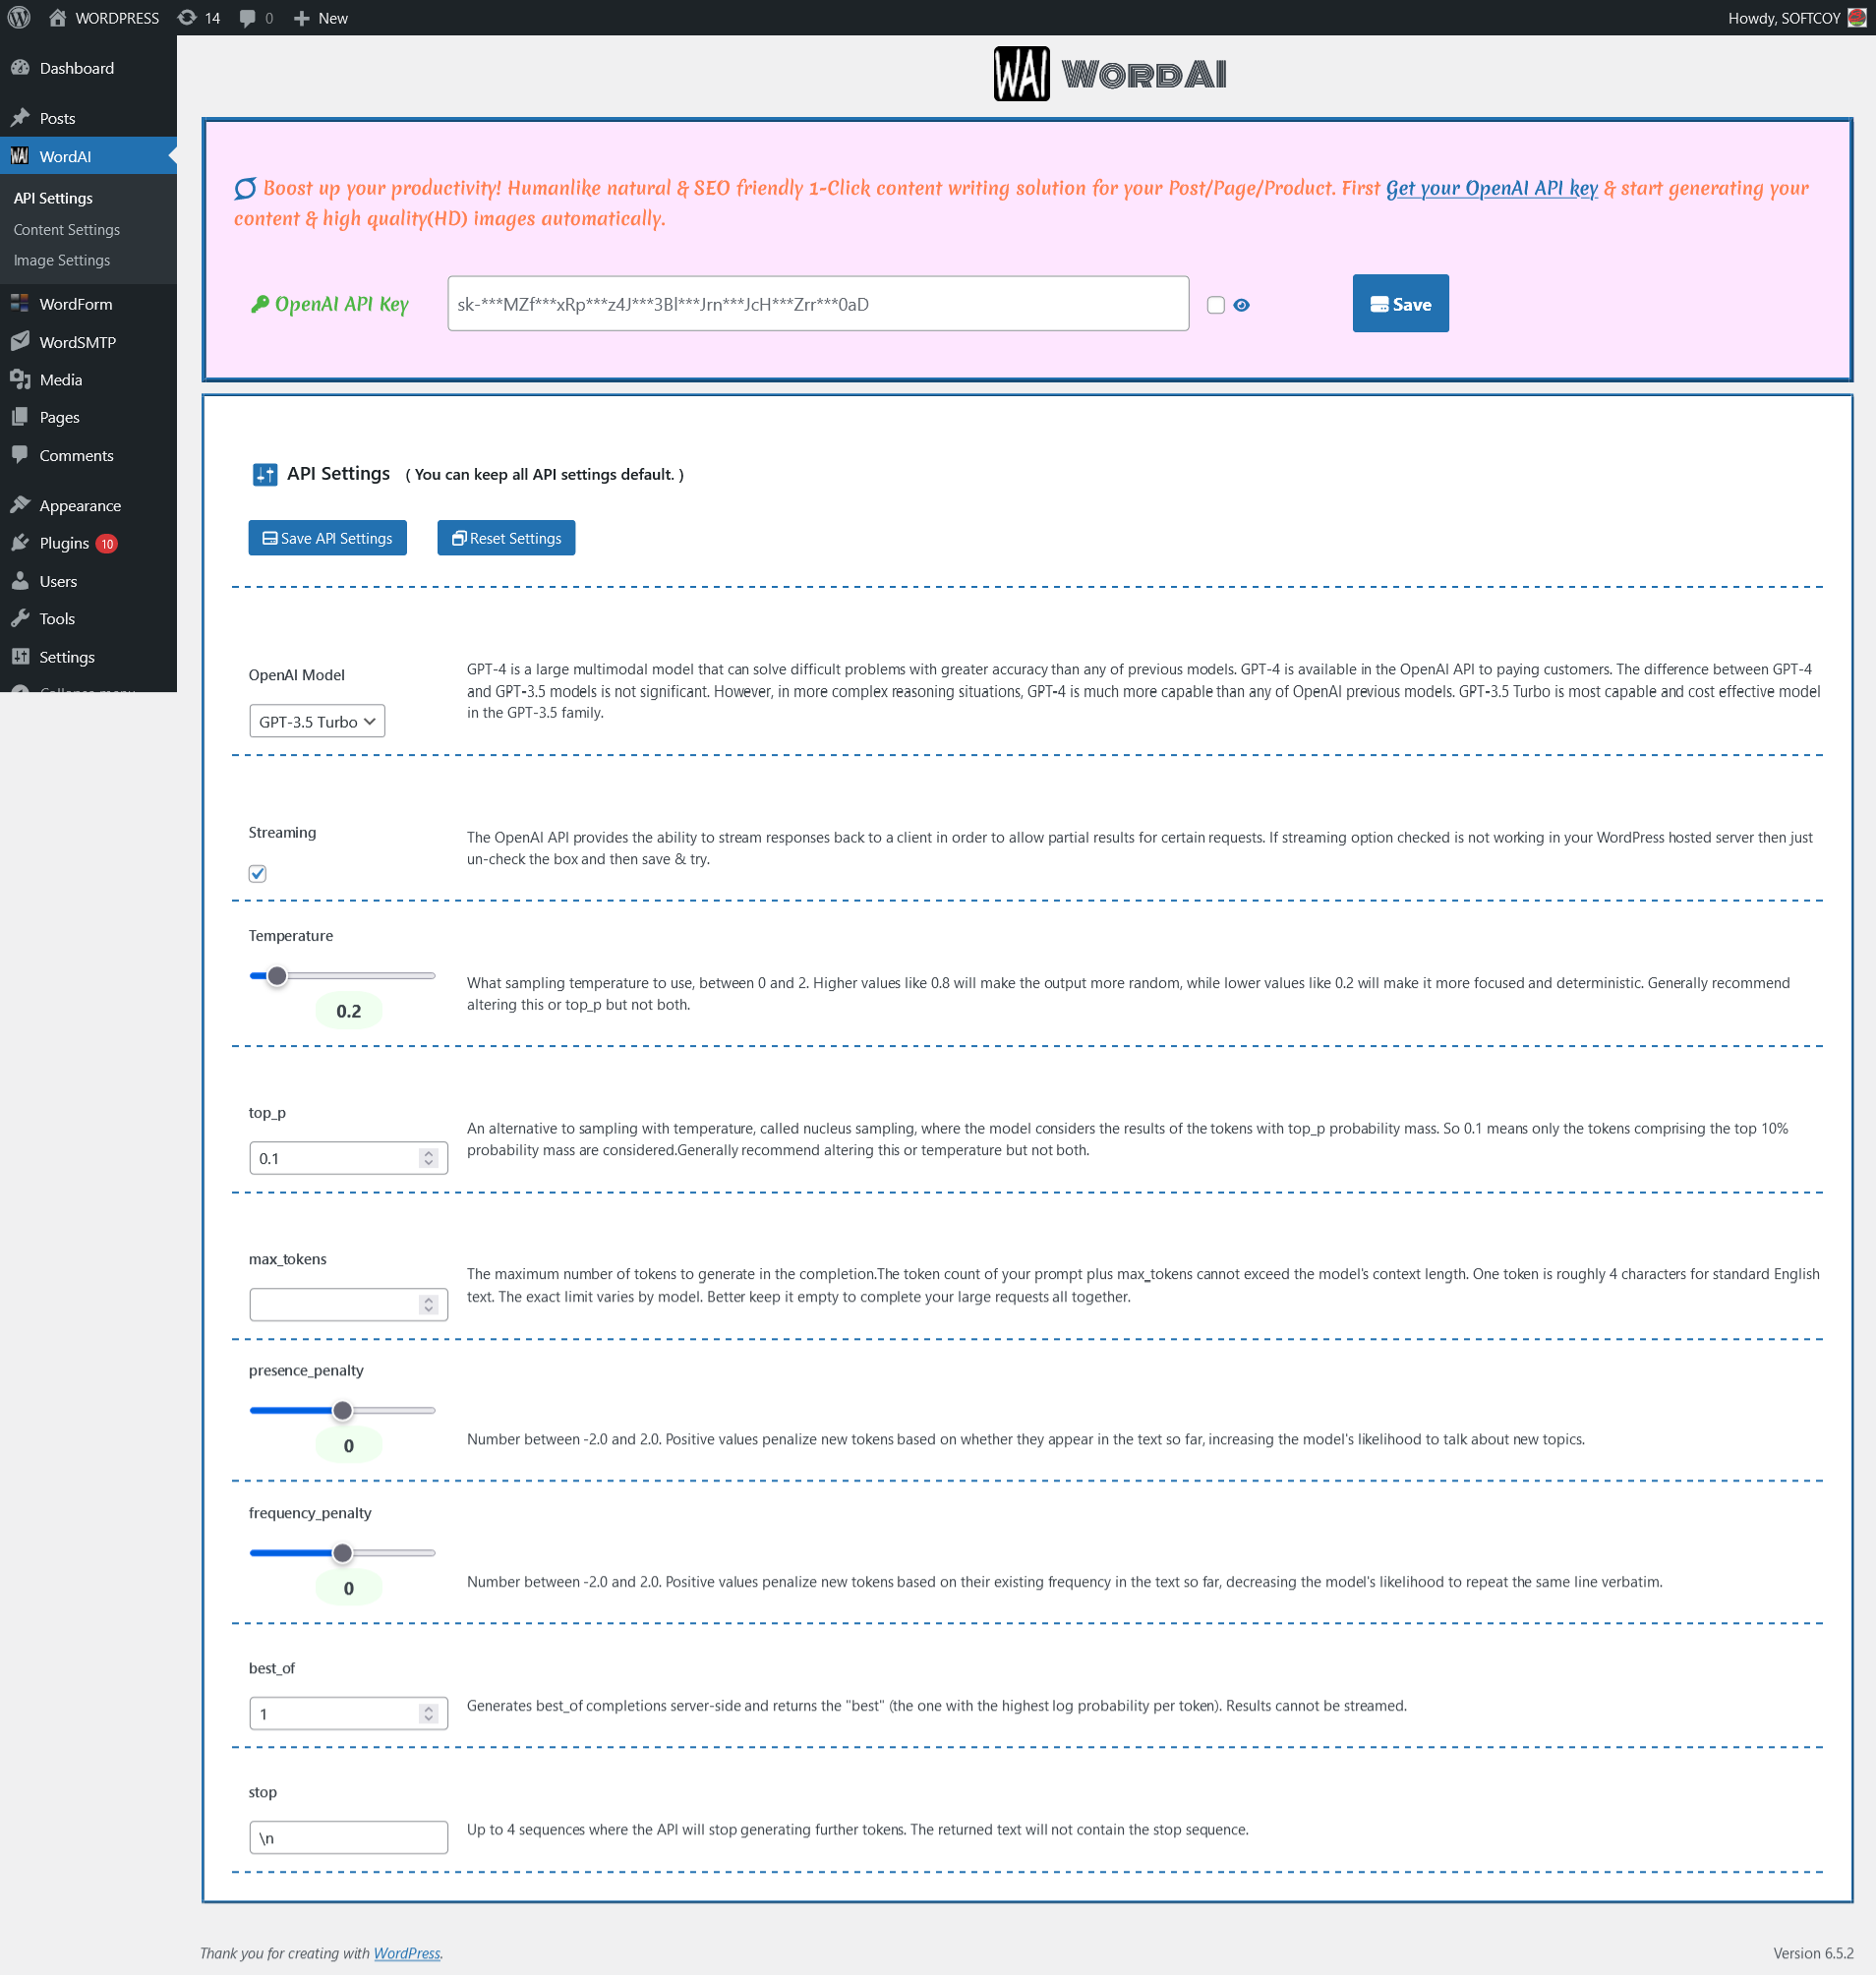 WORDPRESS 14 0 New Howdy, SOFTCOY
Dashboard
Posts
WAI WordAI
API Settings
Content Settings
Image Settings
WordForm
WordSMTP
Media
Pages
Comments
Appearance
Plugins 10
Users
Tools
Settings
Collapse menu
WAI WORDAI
Boost up your productivity! Humanlike natural & SEO friendly 1-Click content writing solution for your Post/Page/Product. First Get your OpenAI API key & start generating your
content & high quality(HD) images automatically.
OpenAI API Key sk-***MZf***xRp***z4J***3Bl***Jrn***JcH***Zrr***0aD Save
API Settings ( You can keep all API settings default. )
Save API Settings Reset Settings
OpenAI Model
GPT-3.5 Turbo
GPT-4 is a large multimodal model that can solve difficult problems with greater accuracy than any of previous models. GPT-4 is available in the OpenAI API to paying customers. The difference between GPT-4
and GPT-3.5 models is not significant. However, in more complex reasoning situations, GPT-4 is much more capable than any of OpenAI previous models. GPT-3.5 Turbo is most capable and cost effective model
in the GPT-3.5 family.
Streaming
The OpenAI API provides the ability to stream responses back to a client in order to allow partial results for certain requests. If streaming option checked is not working in your WordPress hosted server then just
un-check the box and then save & try.
Temperature
0.2
What sampling temperature to use, between 0 and 2. Higher values like 0.8 will make the output more random, while lower values like 0.2 will make it more focused and deterministic. Generally recommend
altering this or top_p but not both.
top_p
0.1
An alternative to sampling with temperature, called nucleus sampling, where the model considers the results of the tokens with top_p probability mass. So 0.1 means only the tokens comprising the top 10%
probability mass are considered.Generally recommend altering this or temperature but not both.
max_tokens
The maximum number of tokens to generate in the completion.The token count of your prompt plus max_tokens cannot exceed the model's context length. One token is roughly 4 characters for standard English
text. The exact limit varies by model. Better keep it empty to complete your large requests all together.
presence_penalty
0
Number between -2.0 and 2.0. Positive values penalize new tokens based on whether they appear in the text so far, increasing the model's likelihood to talk about new topics.
frequency_penalty
0
Number between -2.0 and 2.0. Positive values penalize new tokens based on their existing frequency in the text so far, decreasing the model's likelihood to repeat the same line verbatim.
best_of
1
Generates best_of completions server-side and returns the "best" (the one with the highest log probability per token). Results cannot be streamed.
stop
\n
Up to 4 sequences where the API will stop generating further tokens. The returned text will not contain the stop sequence.
Thank you for creating with WordPress. Version 6.5.2